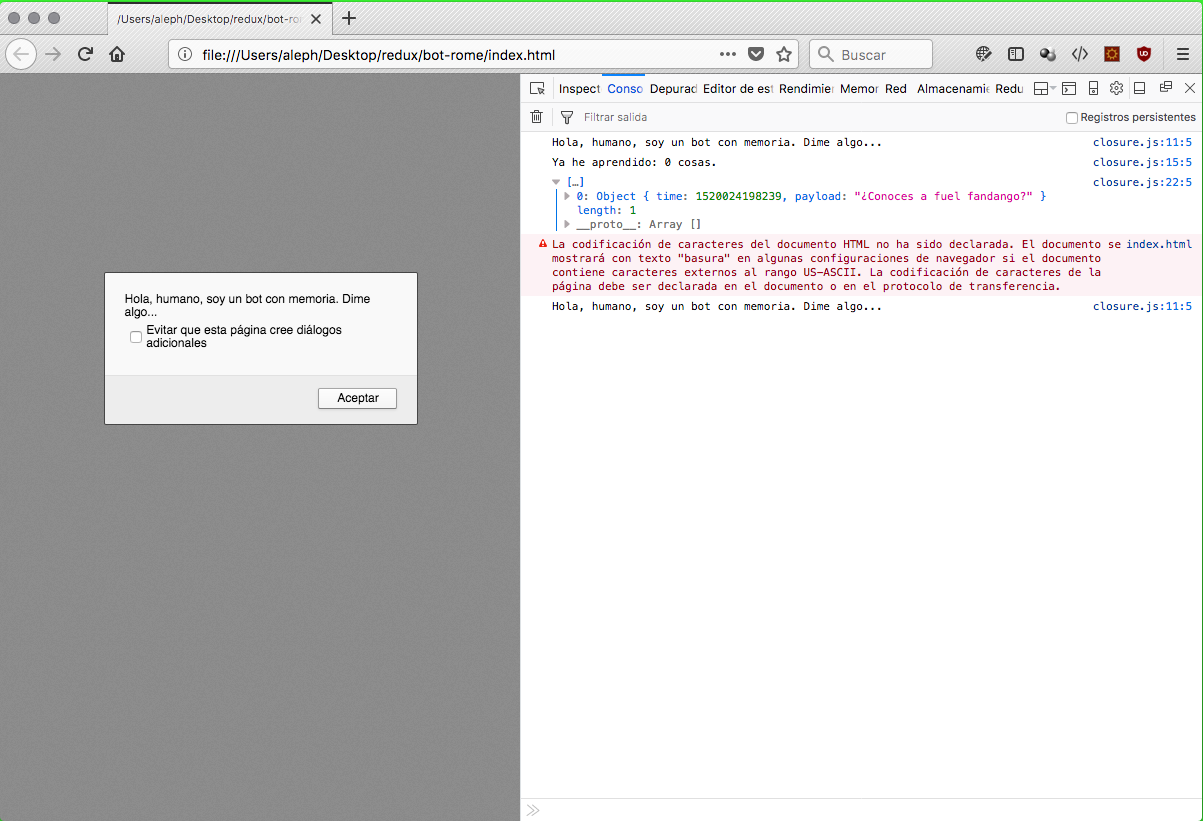 /Users/aleph/Desktop/redux/bot-ro
file:///Users/aleph/Desktop/redux/bot-rome/index.html
Buscar
Inspect Conso Depurad Editor de est Rendimien Memor Red Almacenamie Redu
Filtrar salida
Registros persistentes
Hola, humano, soy un bot con memoria. Dime algo... closure.js:11:5
Ya he aprendido: 0 cosas. closure.js:15:5
[…] closure.js:22:5
0: Object { time: 1520024198239, payload: "¿Conoces a fuel fandango?" }
length: 1
__proto__: Array []
La codificación de caracteres del documento HTML no ha sido declarada. El documento se index.html
mostrará con texto "basura" en algunas configuraciones de navegador si el documento
contiene caracteres externos al rango US-ASCII. La codificación de caracteres de la
página debe ser declarada en el documento o en el protocolo de transferencia.
Hola, humano, soy un bot con memoria. Dime algo... closure.js:11:5
Hola, humano, soy un bot con memoria. Dime
algo...
Evitar que esta página cree diálogos
adicionales
Aceptar